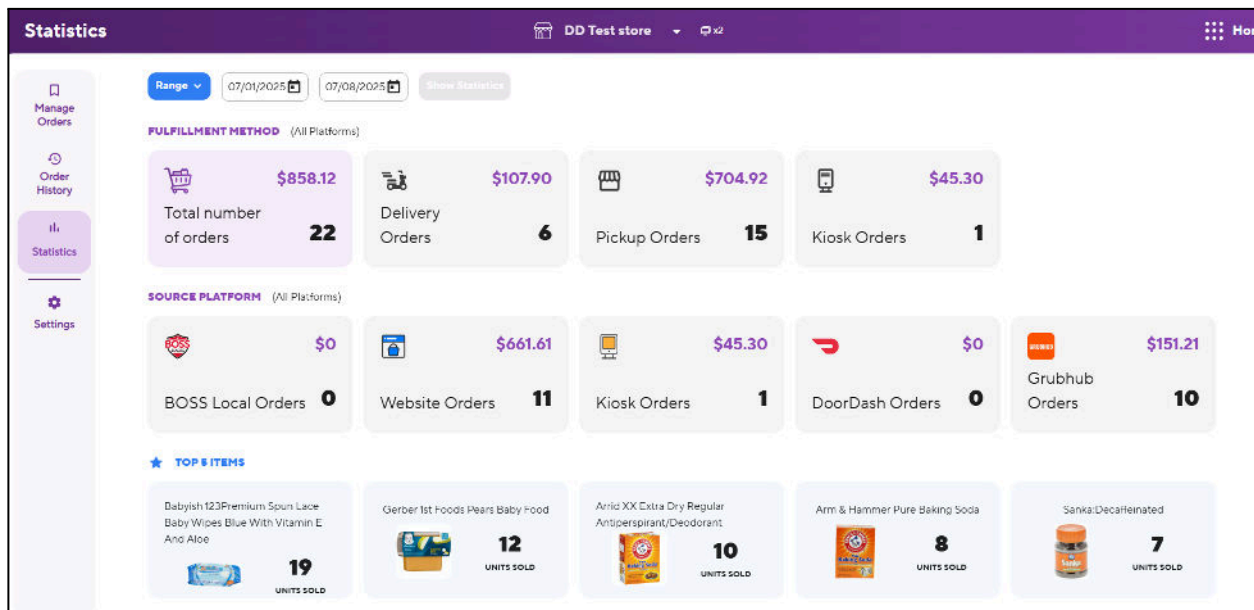 Statistics
DD Test store
x2
Hor
Manage
Orders
Order
History
Statistics
Settings
Range
07/01/2025
07/08/2025
Show Statistics
FULFILLMENT METHOD (All Platforms)
$858.12
Total number
of orders 22
$107.90
Delivery
Orders 6
$704.92
Pickup Orders 15
$45.30
Kiosk Orders 1
SOURCE PLATFORM (All Platforms)
BOSS
$0
BOSS Local Orders 0
$661.61
Website Orders 11
$45.30
Kiosk Orders 1
$0
DoorDash Orders 0
$151.21
Grubhub
Orders 10
TOP 5 ITEMS
Babyish 123Premium Spun Lace
Baby Wipes Blue With Vitamin E
And Aloe
19
UNITS SOLD
Gerber 1st Foods Pears Baby Food
12
UNITS SOLD
Arrid XX Extra Dry Regular
Antiperspirant/Deodorant
10
UNITS SOLD
Arm & Hammer Pure Baking Soda
8
UNITS SOLD
Sanka:Decaffeinated
7
UNITS SOLD